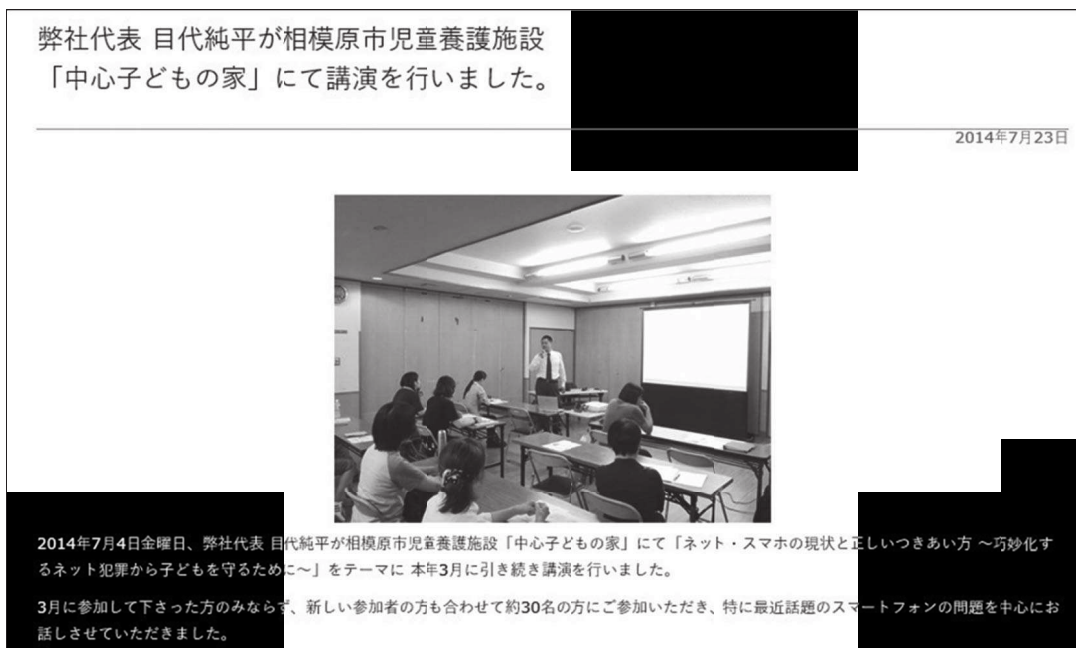 弊社代表 目代純平が相模原市児童養護施設
「中心子どもの家」にて講演を行いました。
2014年7月23日
2014年7月4日金曜日、弊社代表 目代純平が相模原市児童養護施設「中心子どもの家」にて「ネット・スマホの現状と正しいつきあい方 ～巧妙化す
るネット犯罪から子どもを守るために～」をテーマに 本年3月に引き続き講演を行いました。
3月に参加して下さった方のみならず、新しい参加者の方も合わせて約30名の方にご参加いただき、特に最近話題のスマートフォンの問題を中心にお
話しさせていただきました。